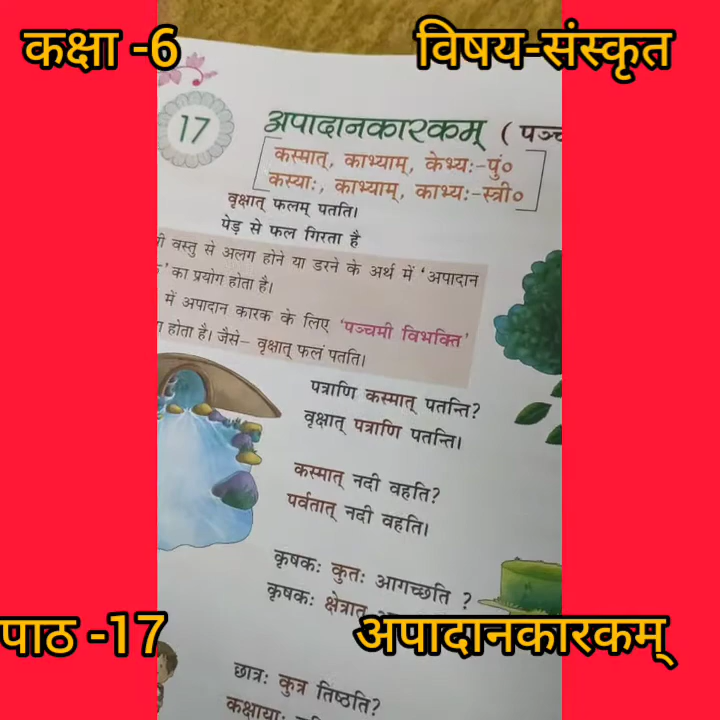 कक्षा -6
विषय-संस्कृत
17
अपादानकारकम् (
कस्मात्, काभ्याम्, केभ्यः-पुं०
कस्याः, काभ्याम्, काभ्यः-स्त्री०
वृक्षात् फलम् पतति।
पेड़ से फल गिरता है
वस्तु से अलग होने या डरने के अर्थ में 'अपादान
' का प्रयोग होता है।
में अपादान कारक के लिए 'पञ्चमी विभक्ति'
होता है। जैसे– वृक्षात् फलं पतति।
पत्राणि कस्मात् पतन्ति?
वृक्षात् पत्राणि पतन्ति।
कस्मात् नदी वहति?
पर्वतात् नदी वहति।
कृषकः कुतः आगच्छति ?
कृषकः क्षेत्रात्
पाठ -17
अपादानकारकम्
छात्रः कुत्र तिष्ठति?
कक्षायाः